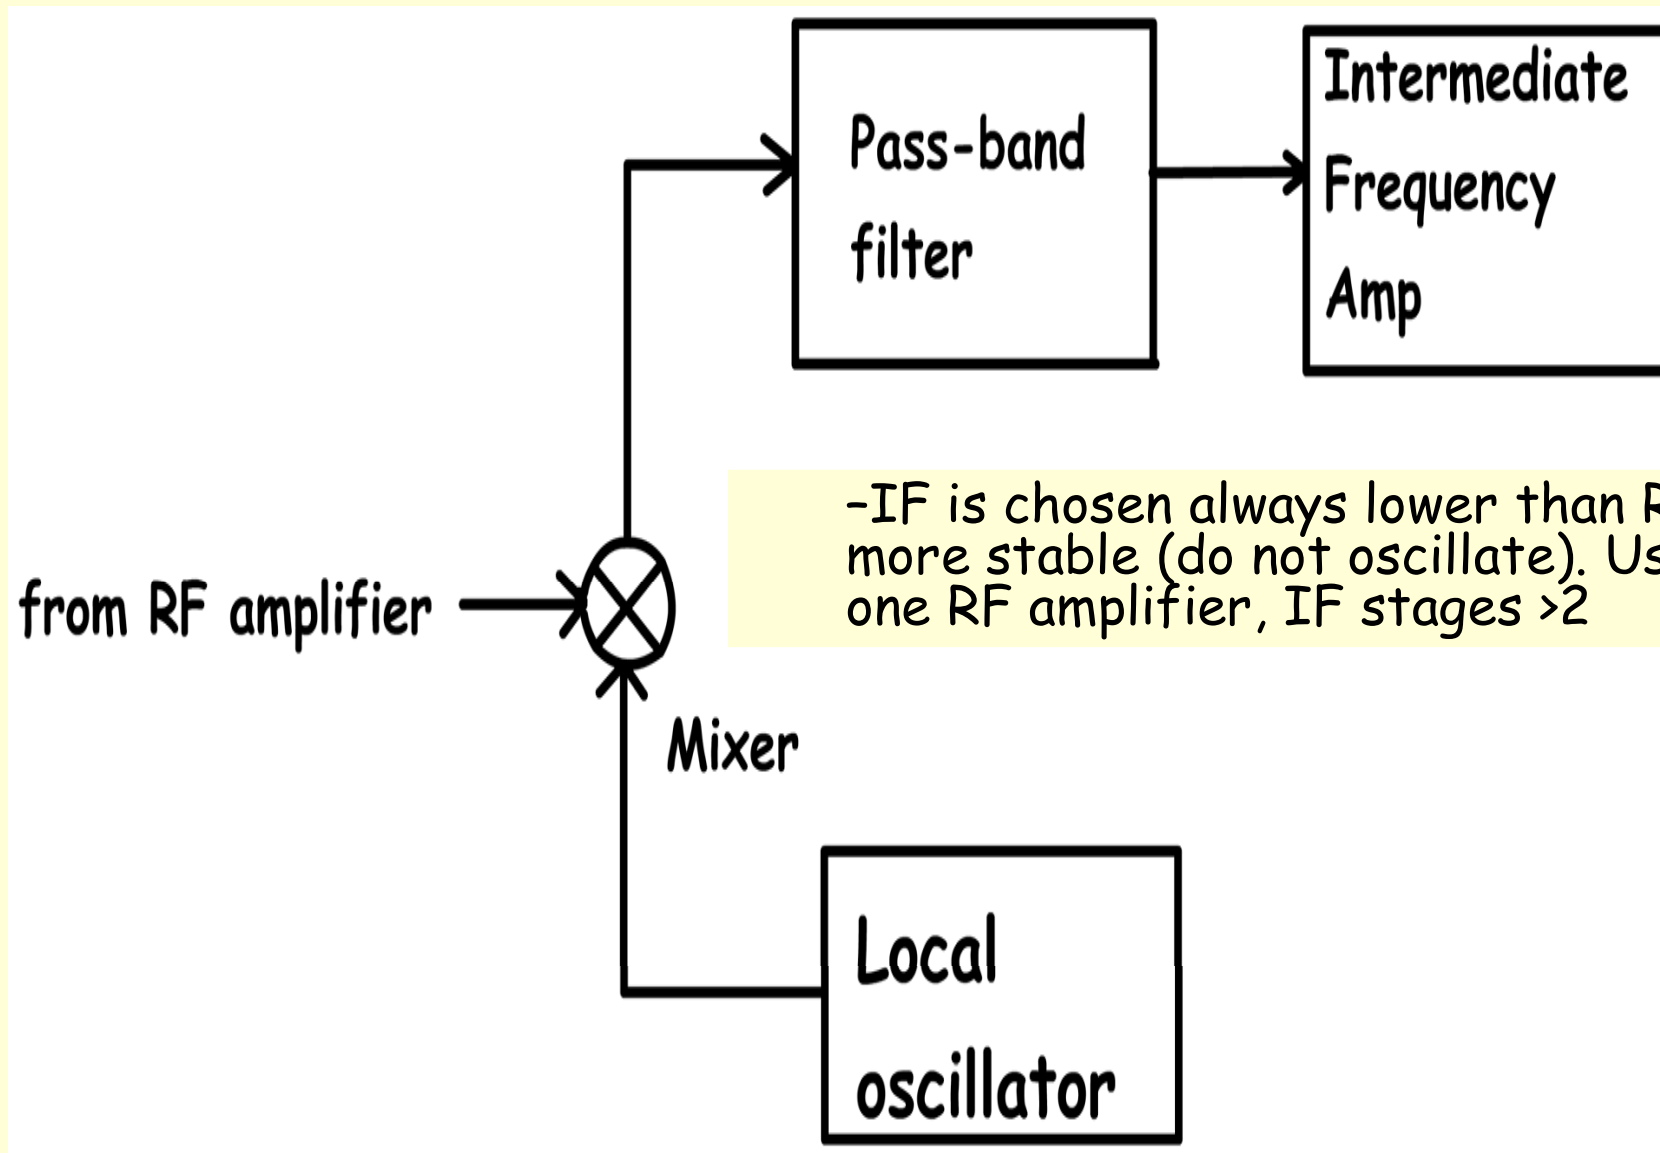 Pass-band
filter
Intermediate
Frequency
Amp
-IF is chosen always lower than
more stable (do not oscillate).
one RF amplifier, IF stages >2
from RF amplifier
Mixer
Local
oscillator